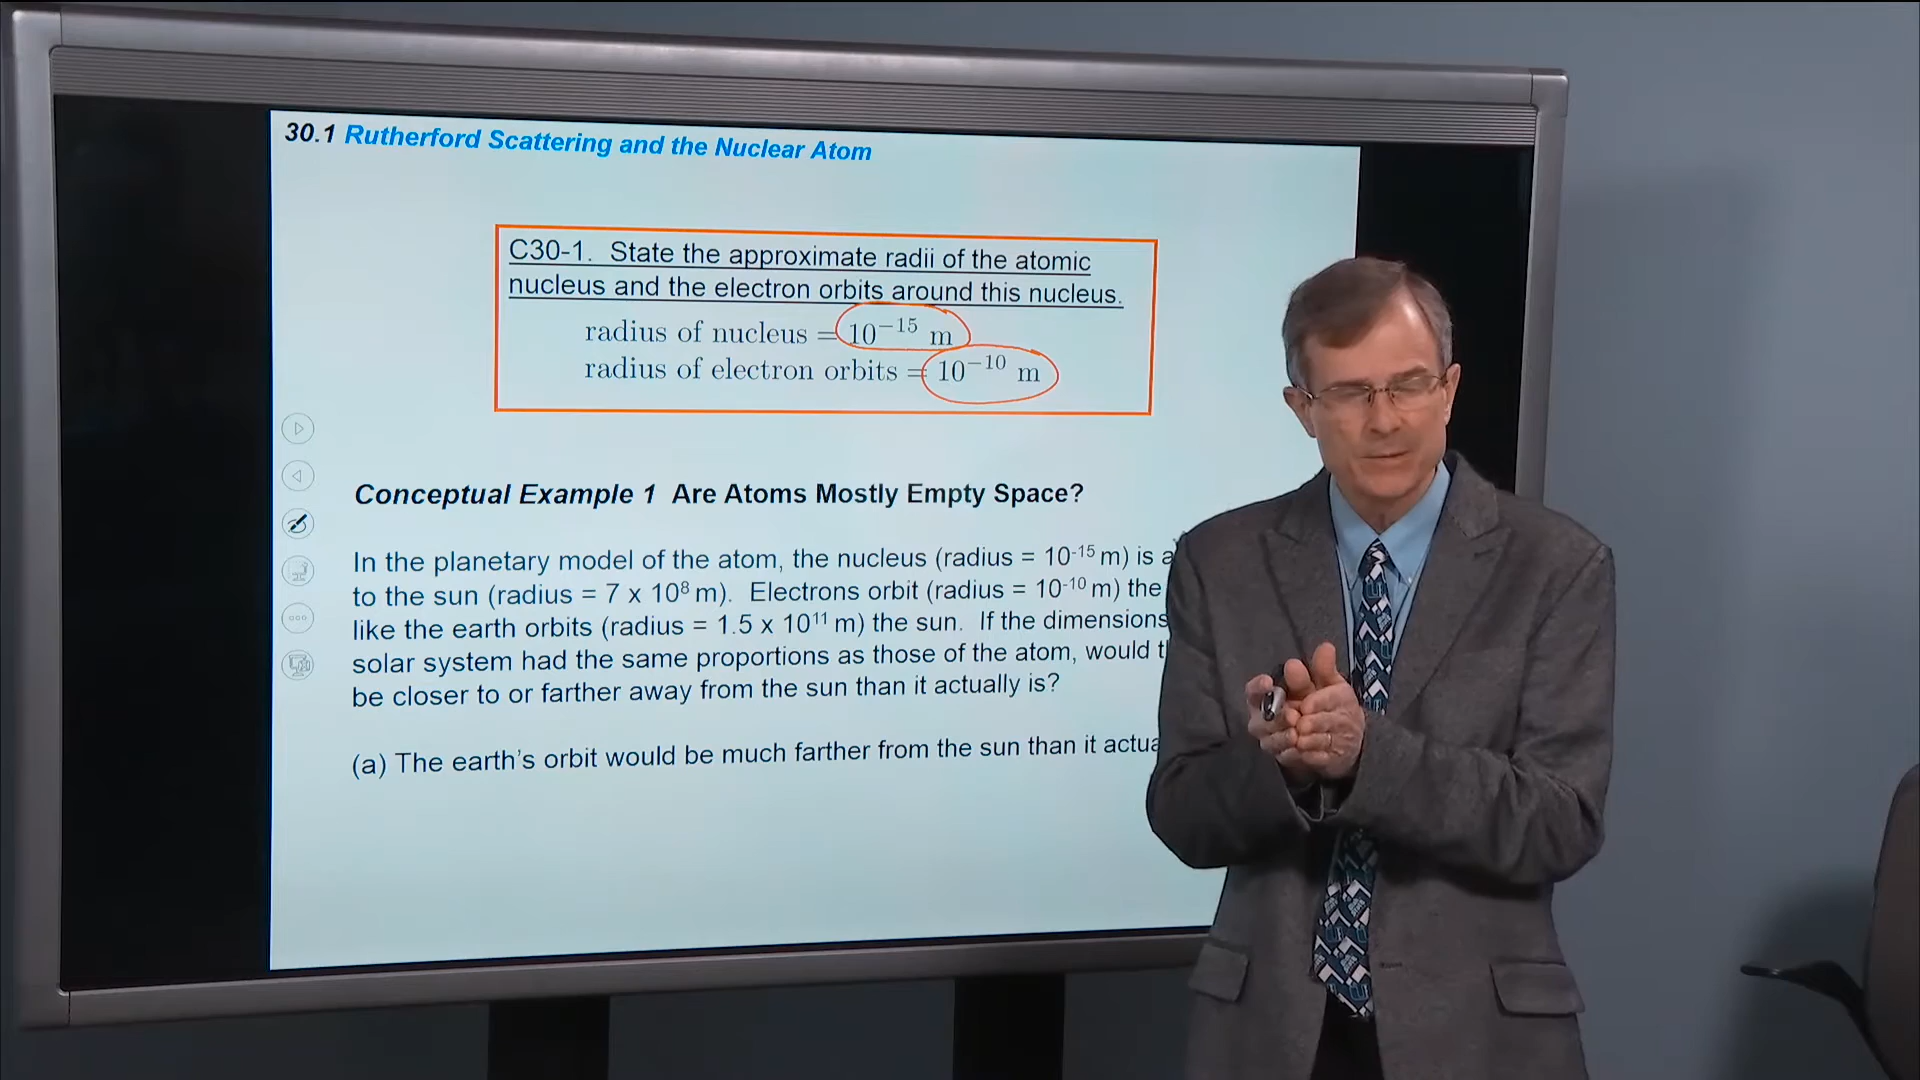 30.1 Rutherford Scattering and the Nuclear Atom
C30-1. State the approximate radii of the atomic
nucleus and the electron orbits around this nucleus.
radius of nucleus = 10⁻¹⁵ m
radius of electron orbits = 10⁻¹⁰ m
Conceptual Example 1 Are Atoms Mostly Empty Space?
In the planetary model of the atom, the nucleus (radius = 10⁻¹⁵ m) is
to the sun (radius = 7 x 10⁸ m). Electrons orbit (radius = 10⁻¹⁰ m) the
like the earth orbits (radius = 1.5 x 10¹¹ m) the sun. If the dimensions
solar system had the same proportions as those of the atom, would
be closer to or farther away from the sun than it actually is?
(a) The earth's orbit would be much farther from the sun than it